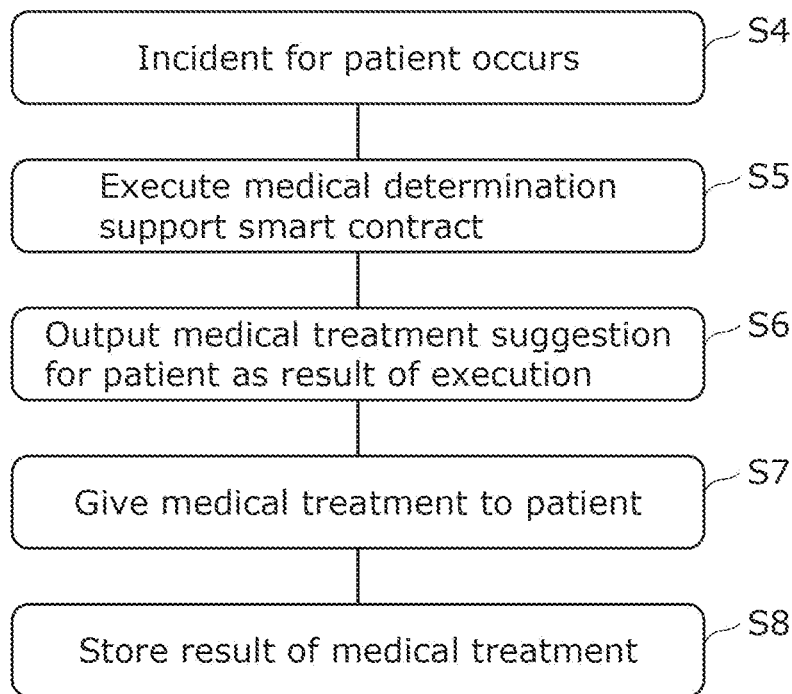 Incident for patient occurs
S4
Execute medical determination
support smart contract
S5
Output medical treatment suggestion
for patient as result of execution
S6
Give medical treatment to patient
S7
Store result of medical treatment
S8